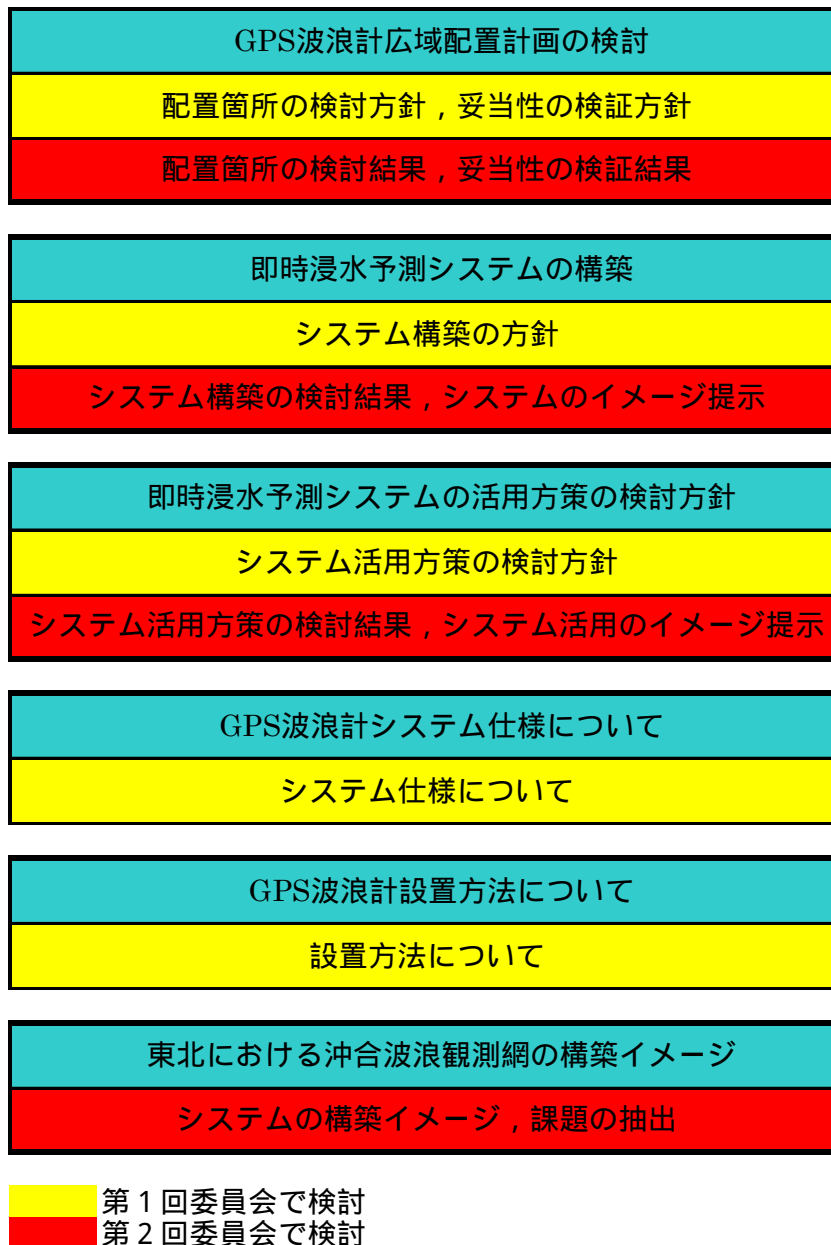 GPS波浪計広域配置計画の検討
配置箇所の検討方針，妥当性の検証方針
配置箇所の検討結果，妥当性の検証結果
即時浸水予測システムの構築
システム構築の方針
システム構築の検討結果，システムのイメージ提示
即時浸水予測システムの活用方策の検討方針
システム活用方策の検討方針
システム活用方策の検討結果，システム活用のイメージ提示
GPS波浪計システム仕様について
システム仕様について
GPS波浪計設置方法について
設置方法について
東北における沖合波浪観測網の構築イメージ
システムの構築イメージ，課題の抽出
第１回委員会で検討
第２回委員会で検討